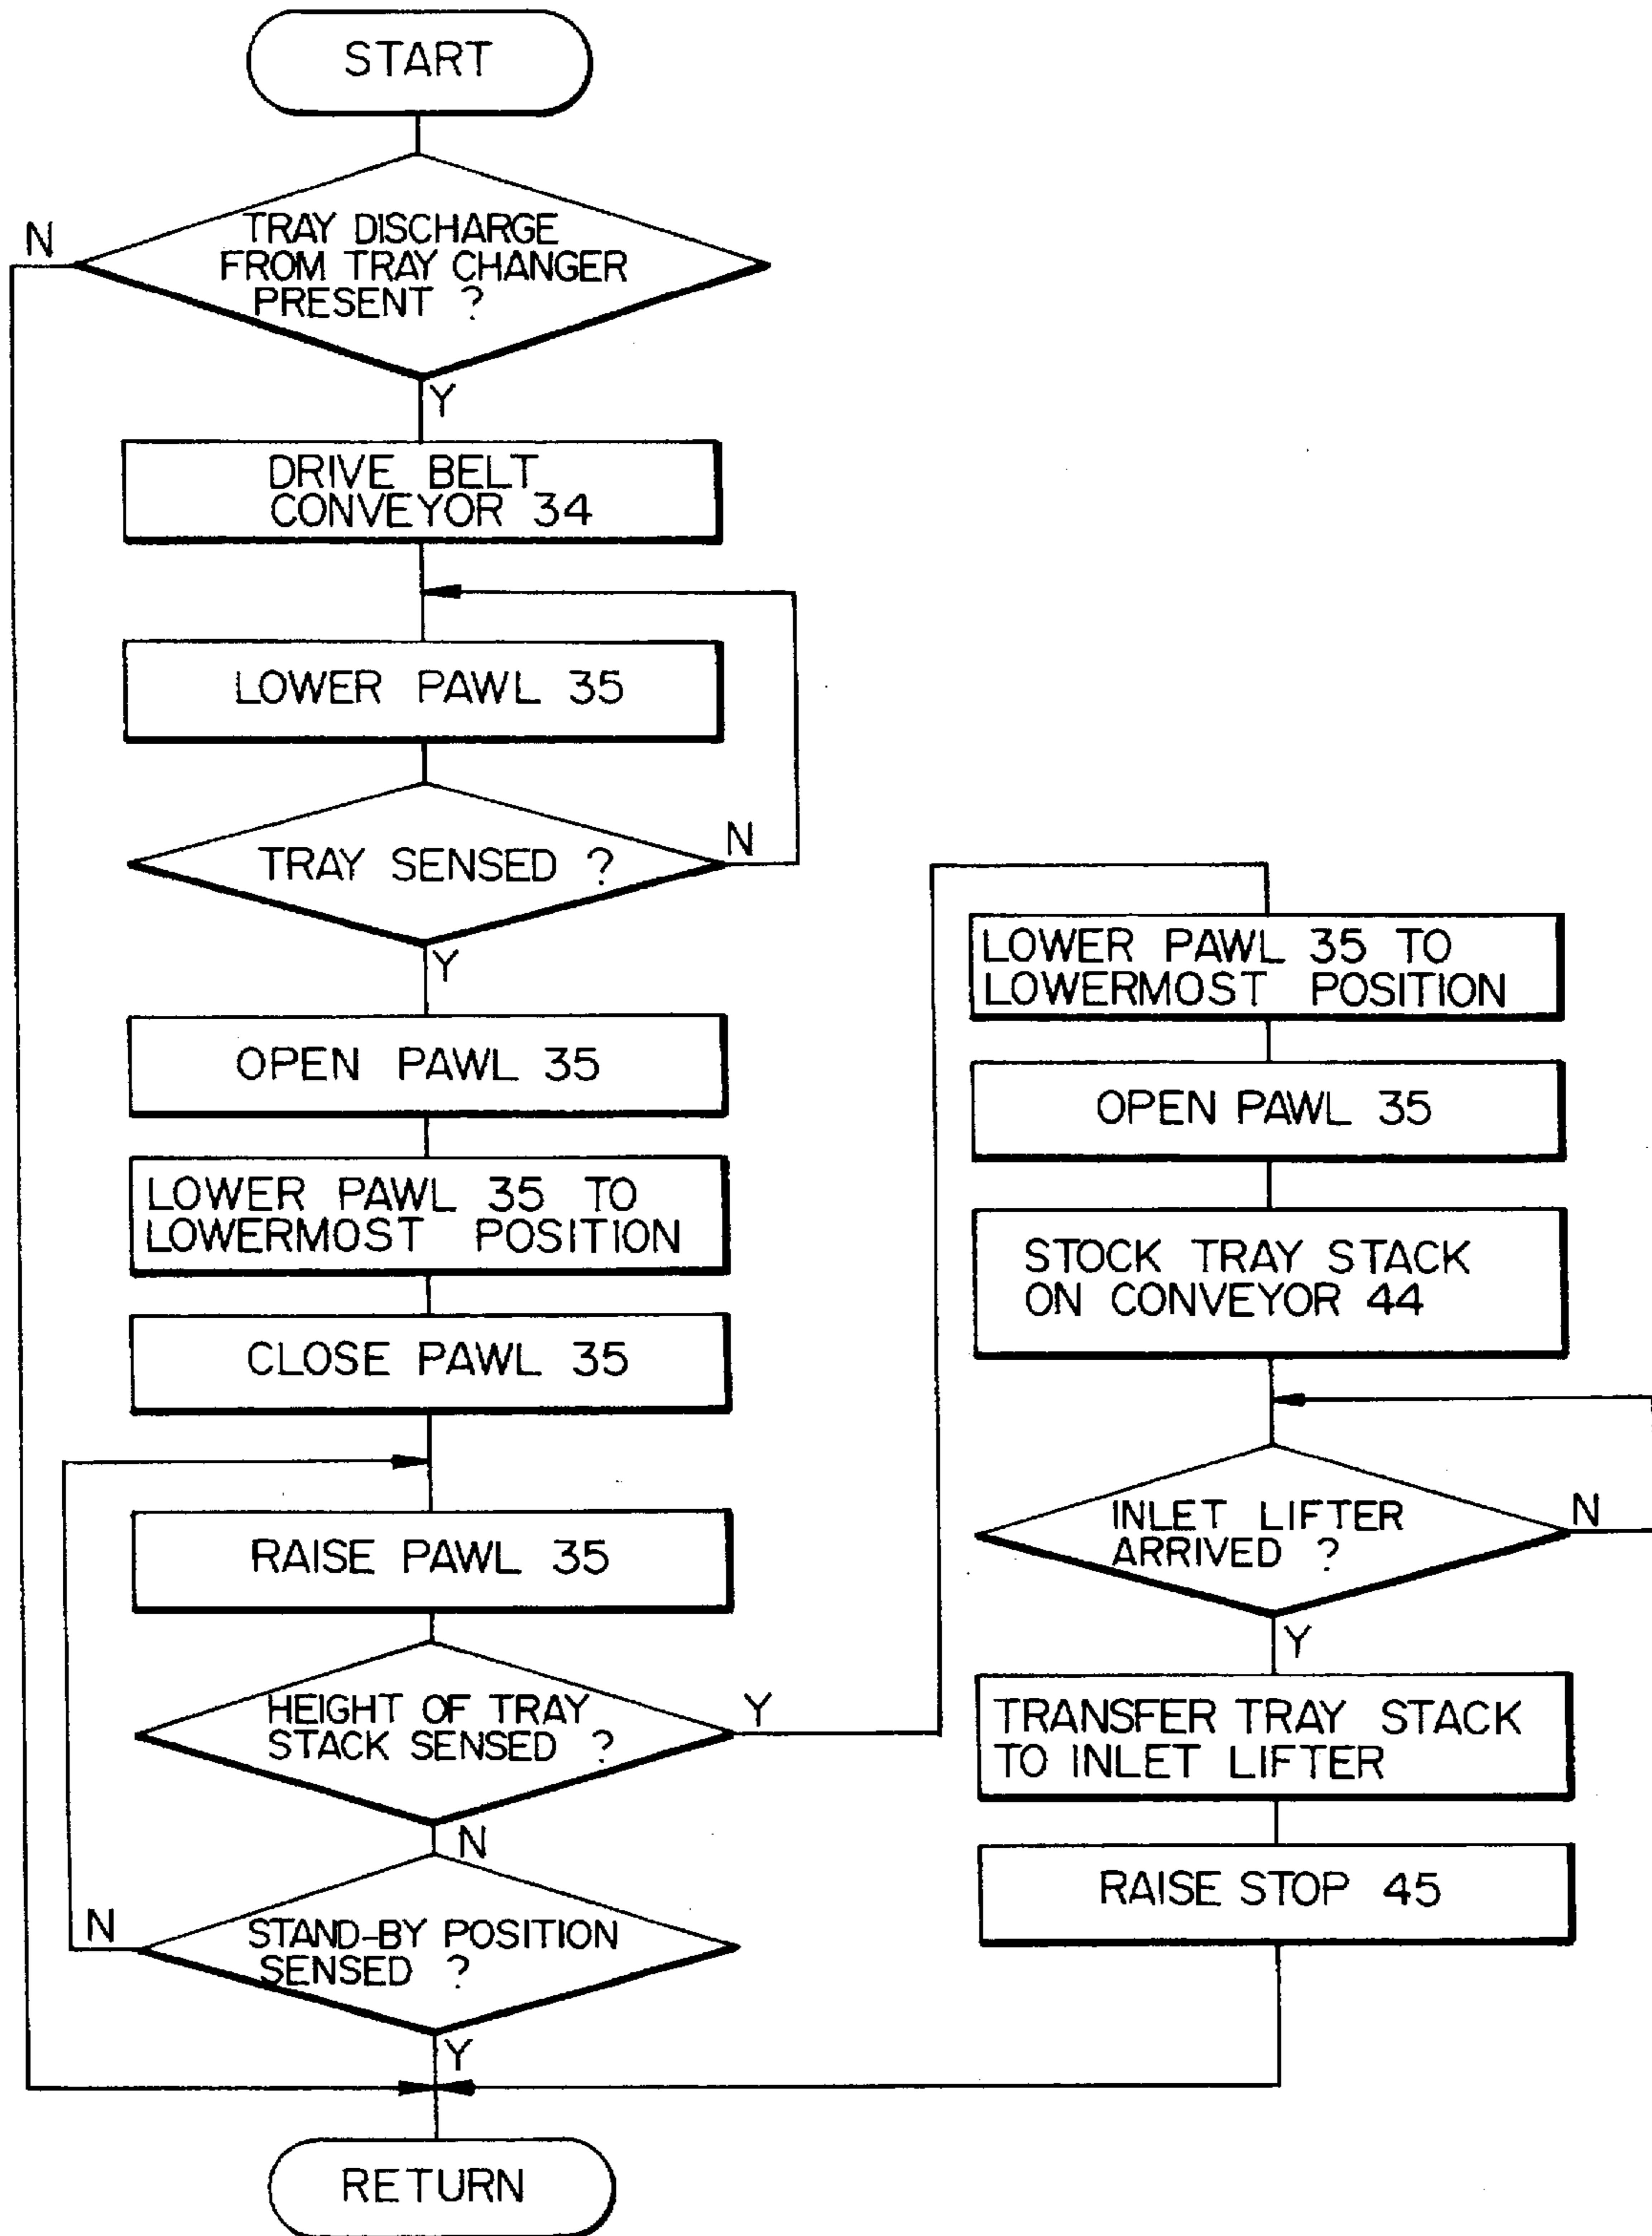 START
TRAY DISCHARGE
FROM TRAY CHANGER
PRESENT ?
N
Y
DRIVE BELT
CONVEYOR 34
LOWER PAWL 35
TRAY SENSED ?
N
Y
OPEN PAWL 35
LOWER PAWL 35 TO
LOWERMOST POSITION
CLOSE PAWL 35
RAISE PAWL 35
HEIGHT OF TRAY
STACK SENSED ?
Y
N
STAND-BY POSITION
SENSED ?
N
Y
LOWER PAWL 35 TO
LOWERMOST POSITION
OPEN PAWL 35
STOCK TRAY STACK
ON CONVEYOR 44
INLET LIFTER
ARRIVED ?
N
Y
TRANSFER TRAY STACK
TO INLET LIFTER
RAISE STOP 45
RETURN